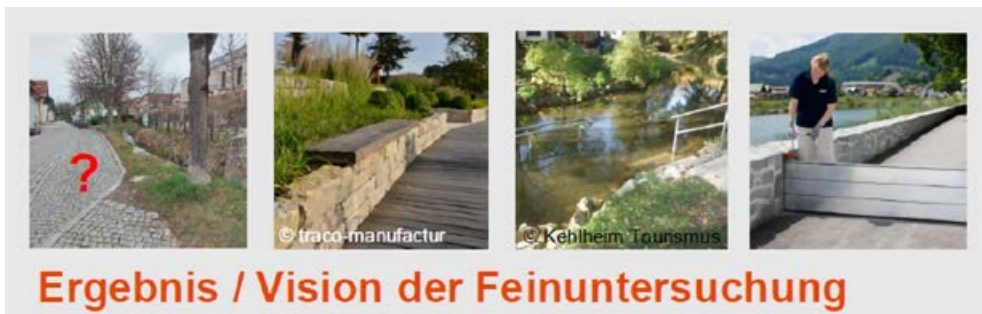 ?
© traco-manufactur
© Kehlheim Tourismus
Ergebnis / Vision der Feinuntersuchung